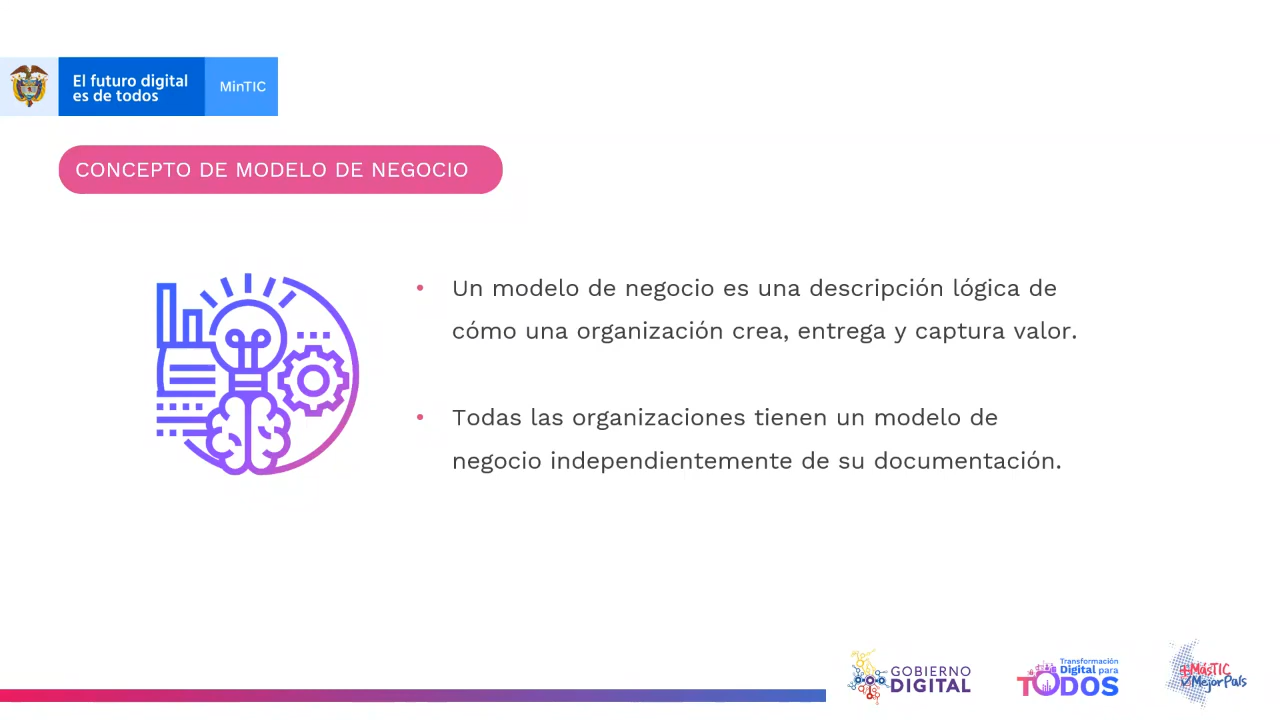 El futuro digital
es de todos
MinTIC
CONCEPTO DE MODELO DE NEGOCIO
• Un modelo de negocio es una descripción lógica de
cómo una organización crea, entrega y captura valor.
• Todas las organizaciones tienen un modelo de
negocio independientemente de su documentación.
GOBIERNO
DIGITAL
Transformación
Digital para
TODOS
+MásTIC
MejorPaís